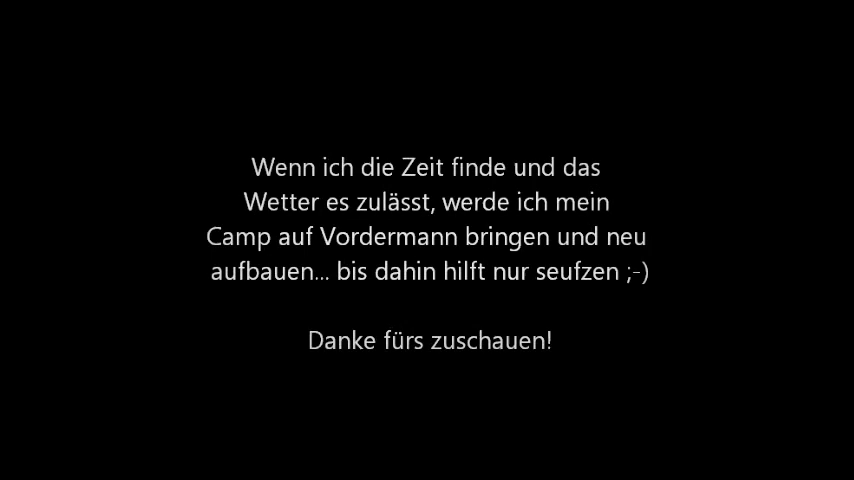 Wenn ich die Zeit finde und das
Wetter es zulässt, werde ich mein
Camp auf Vordermann bringen und neu
aufbauen... bis dahin hilft nur seufzen ;-)
Danke fürs zuschauen!